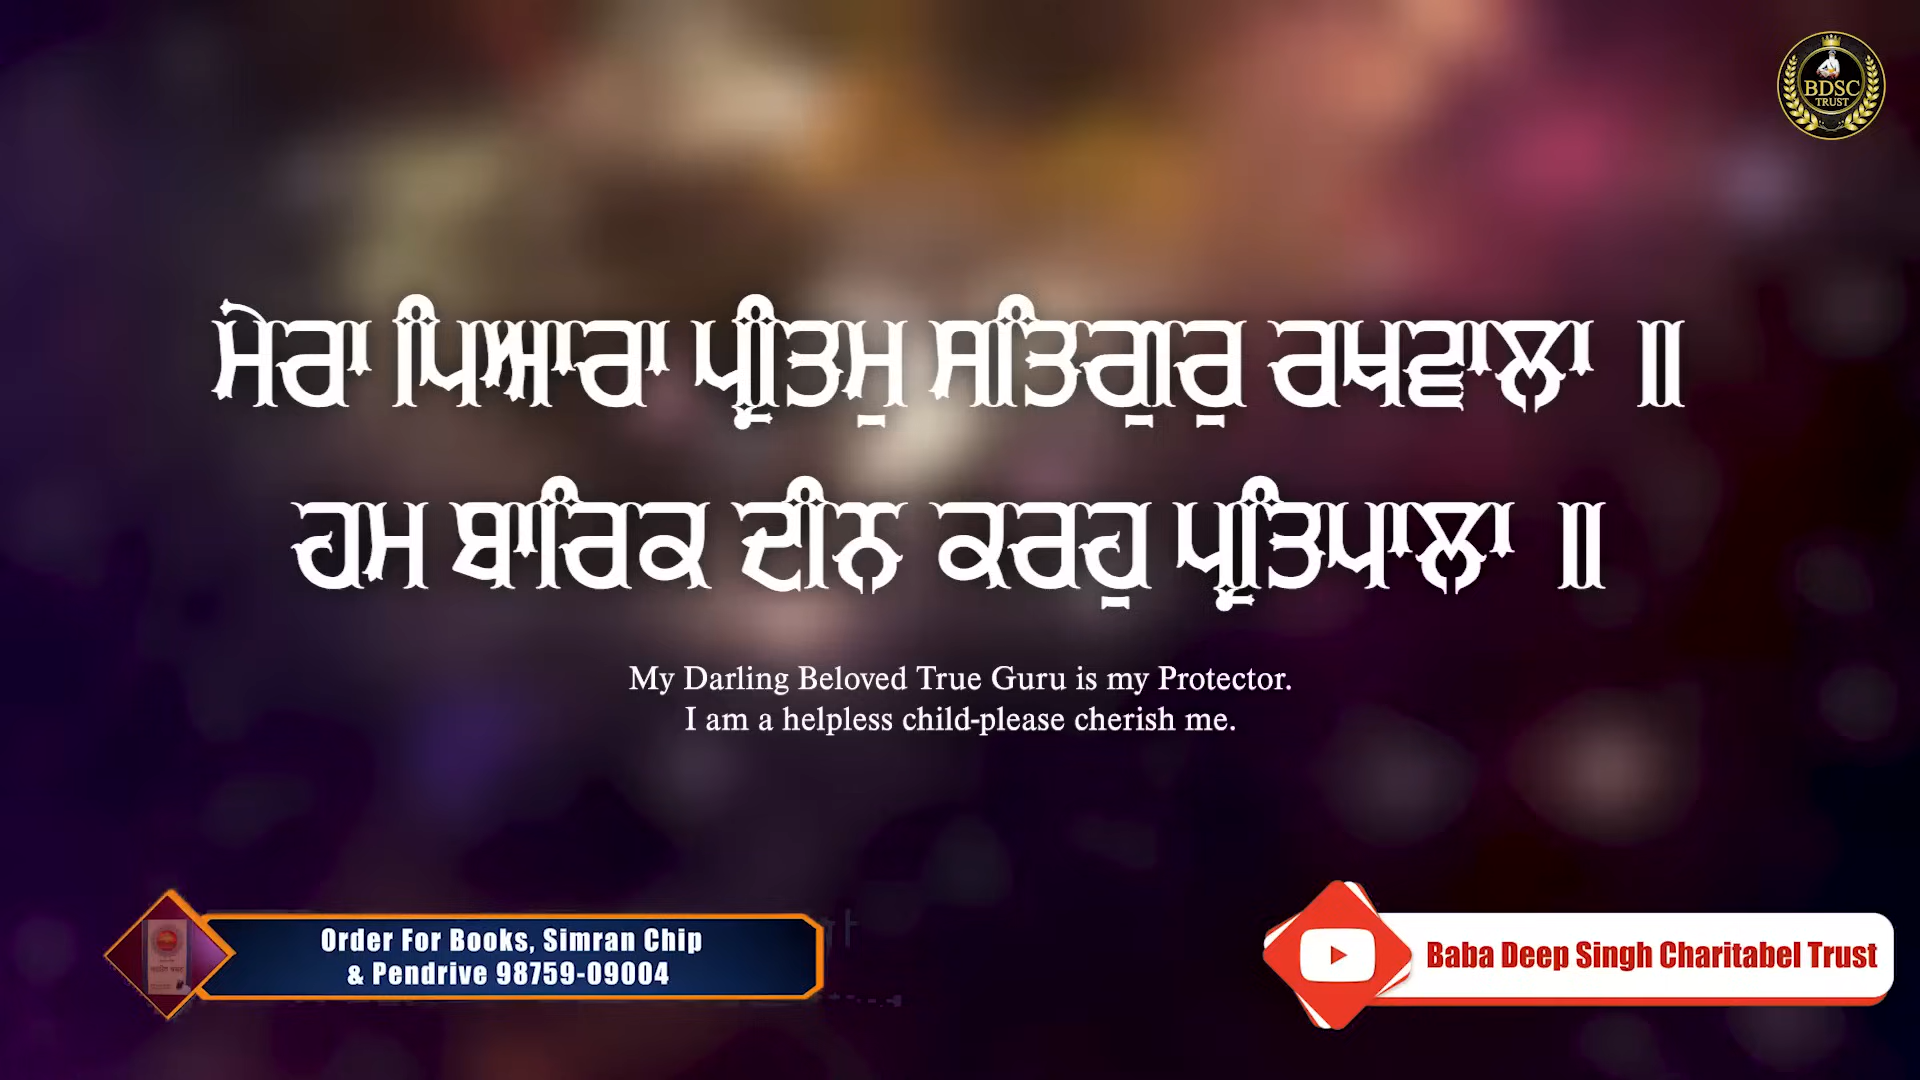 BDSC
TRUST
ਮੇਰਾ ਪਿਆਰਾ ਪ੍ਰੀਤਮੁ ਸਤਿਗੁਰੁ ਰਖਵਾਲਾ ॥
ਹਮ ਬਾਰਿਕ ਦੀਨ ਕਰਹੁ ਪ੍ਰਤਿਪਾਲਾ ॥
My Darling Beloved True Guru is my Protector.
I am a helpless child-please cherish me.
Order For Books, Simran Chip
& Pendrive 98759-09004
Baba Deep Singh Charitabel Trust